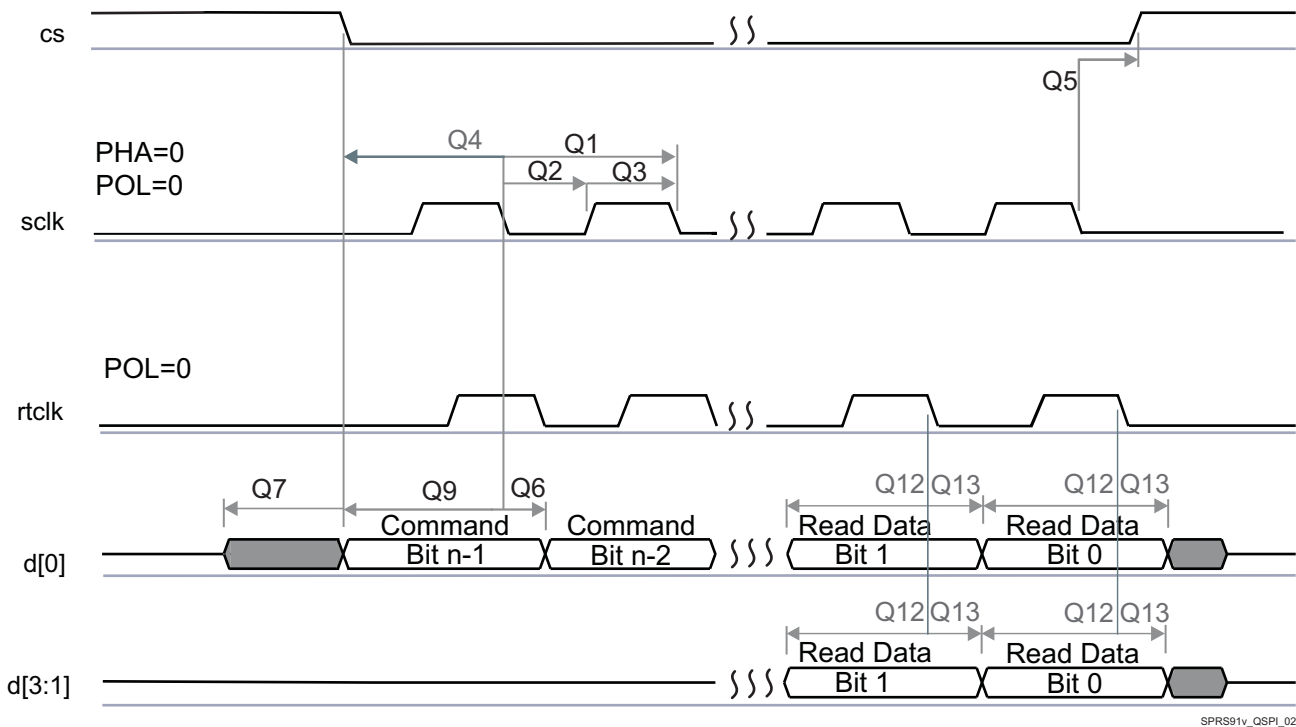 cs
Q5
PHA=0
POL=0
Q4
Q1
Q2
Q3
sclk
POL=0
rtclk
Q7
Q9
Q6
Q12
Q13
Q12
Q13
Command
Command
Read Data
Read Data
d[0]
Bit n-1
Bit n-2
Bit 1
Bit 0
Q12
Q13
Q12
Q13
Read Data
Read Data
d[3:1]
Bit 1
Bit 0
SPRS91v_QSPI_02